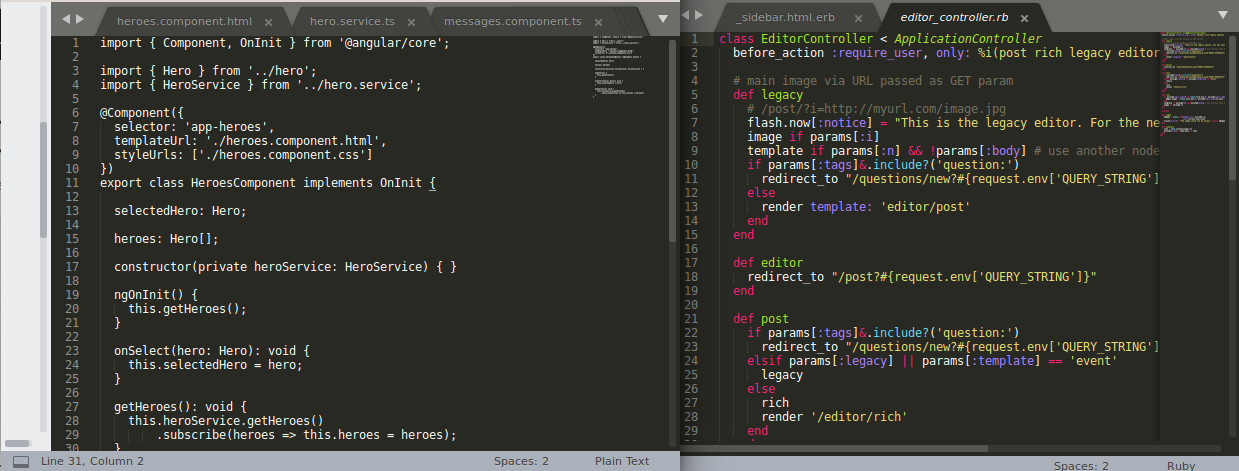 heroes.component.html × hero.service.ts × messages.component.ts ×
1 import { Component, OnInit } from '@angular/core';
2
3 import { Hero } from '../hero';
4 import { HeroService } from '../hero.service';
5
6 @Component({
7 selector: 'app-heroes',
8 templateUrl: './heroes.component.html',
9 styleUrls: ['./heroes.component.css']
10 })
11 export class HeroesComponent implements OnInit {
12
13 selectedHero: Hero;
14
15 heroes: Hero[];
16
17 constructor(private heroService: HeroService) { }
18
19 ngOnInit() {
20 this.getHeroes();
21 }
22
23 onSelect(hero: Hero): void {
24 this.selectedHero = hero;
25 }
26
27 getHeroes(): void {
28 this.heroService.getHeroes()
29 .subscribe(heroes => this.heroes = heroes);
30 }
Line 31, Column 2 Spaces: 2 Plain Text
_sidebar.html.erb × editor_controller.rb ×
1 class EditorController < ApplicationController
2 before_action :require_user, only: %i(post rich legacy editor
3
4 # main image via URL passed as GET param
5 def legacy
6 # /post/?i=http://myurl.com/image.jpg
7 flash.now[:notice] = "This is the legacy editor. For the ne
8 image if params[:i]
9 template if params[:n] && !params[:body] # use another node
10 if params[:tags]&.include?('question:')
11 redirect_to "/questions/new?#{request.env['QUERY_STRING']
12 else
13 render template: 'editor/post'
14 end
15 end
16
17 def editor
18 redirect_to "/post?#{request.env['QUERY_STRING']}"
19 end
20
21 def post
22 if params[:tags]&.include?('question:')
23 redirect_to "/questions/new?#{request.env['QUERY_STRING']
24 elsif params[:legacy] || params[:template] == 'event'
25 legacy
26 else
27 rich
28 render '/editor/rich'
29 end
Spaces: 2 Ruby